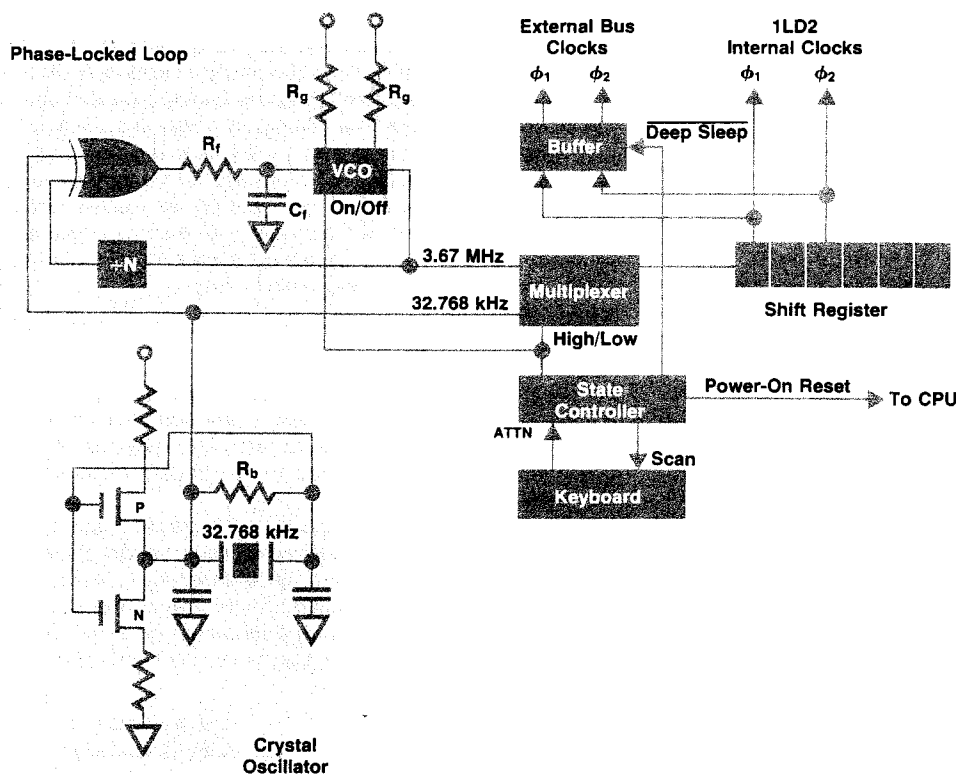 Phase-Locked Loop
External Bus
Clocks
1LD2
Internal Clocks
ϕ1
ϕ2
ϕ1
ϕ2
Rg
Rg
Deep Sleep
Buffer
Rf
VCO
Cf
On/Off
÷N
3.67 MHz
Multiplexer
32.768 kHz
Shift Register
High/Low
State
Controller
Power-On Reset
To CPU
ATTN
Scan
Keyboard
Rb
P
32.768 kHz
N
Crystal
Oscillator